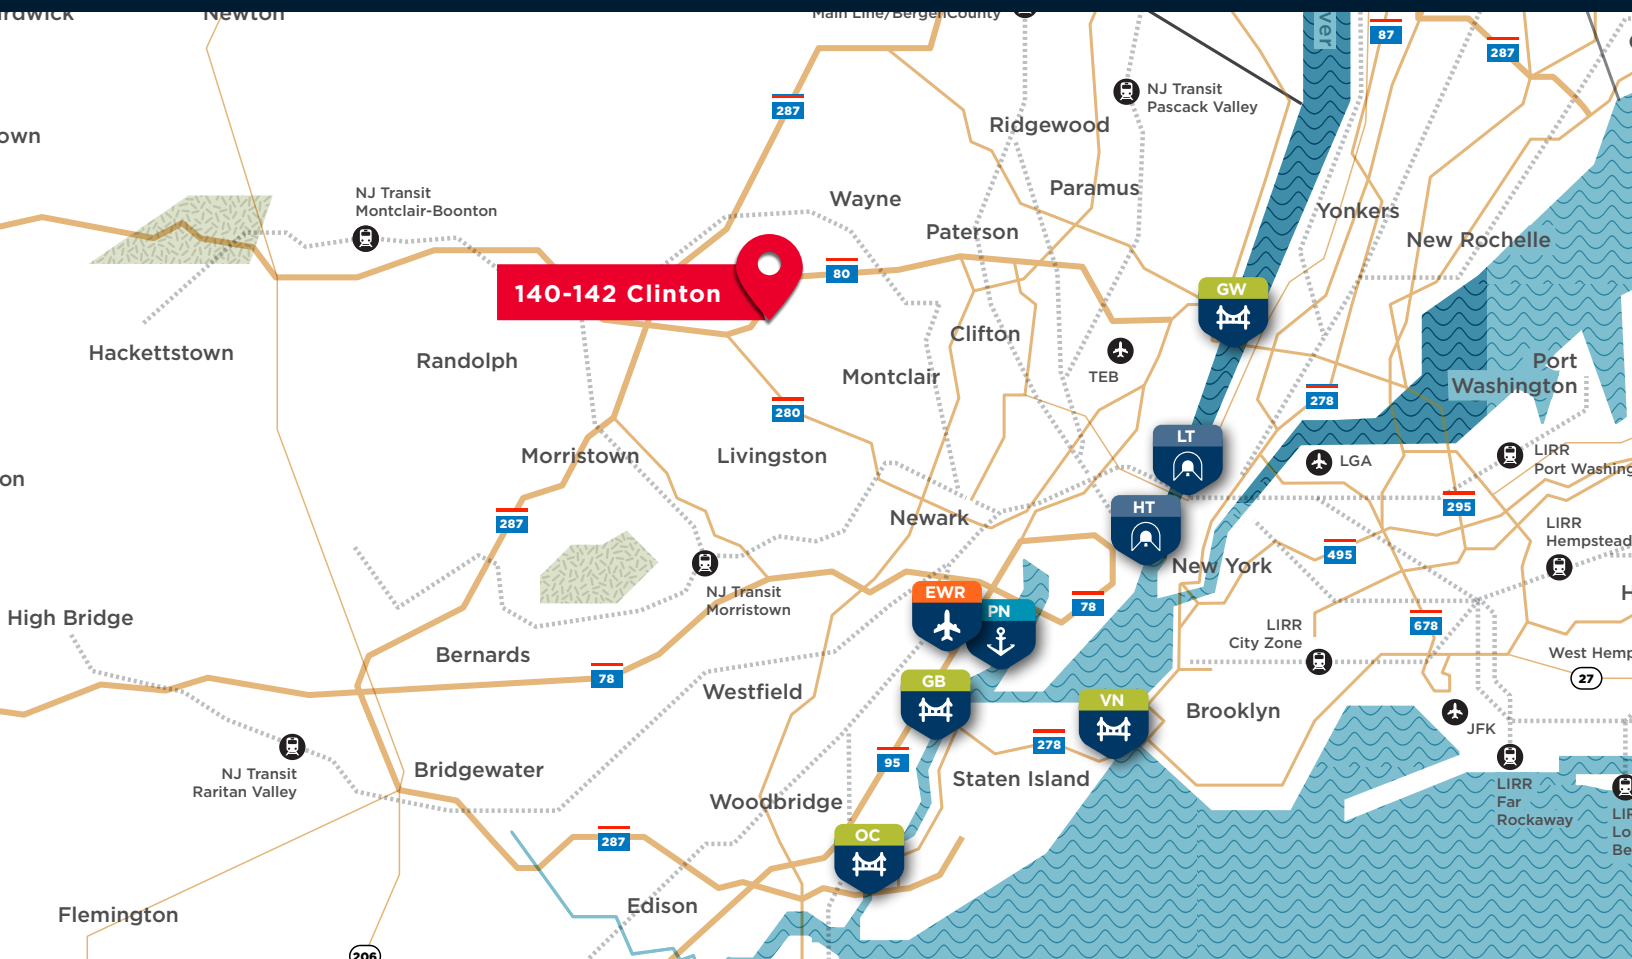 Newton
Main Line/BergenCounty
87
287
287
NJ Transit
Pascack Valley
Ridgewood
NJ Transit
Montclair-Boonton
Paramus
Wayne
Yonkers
Paterson
New Rochelle
80
GW
140-142 Clinton
Clifton
Hackettstown
Randolph
Port
Washington
Montclair
TEB
278
280
LT
Morristown
Livingston
LGA
LIRR
HT
295
287
Newark
LIRR
Hempstead
495
New York
NJ Transit
Morristown
EWR
PN
78
High Bridge
678
LIRR
City Zone
Bernards
West
78
27
GB
Westfield
VN
Brooklyn
JFK
278
95
Bridgewater
NJ Transit
Raritan Valley
Staten Island
LIRR
Far
Rockaway
Woodbridge
OC
287
Edison
Flemington
206